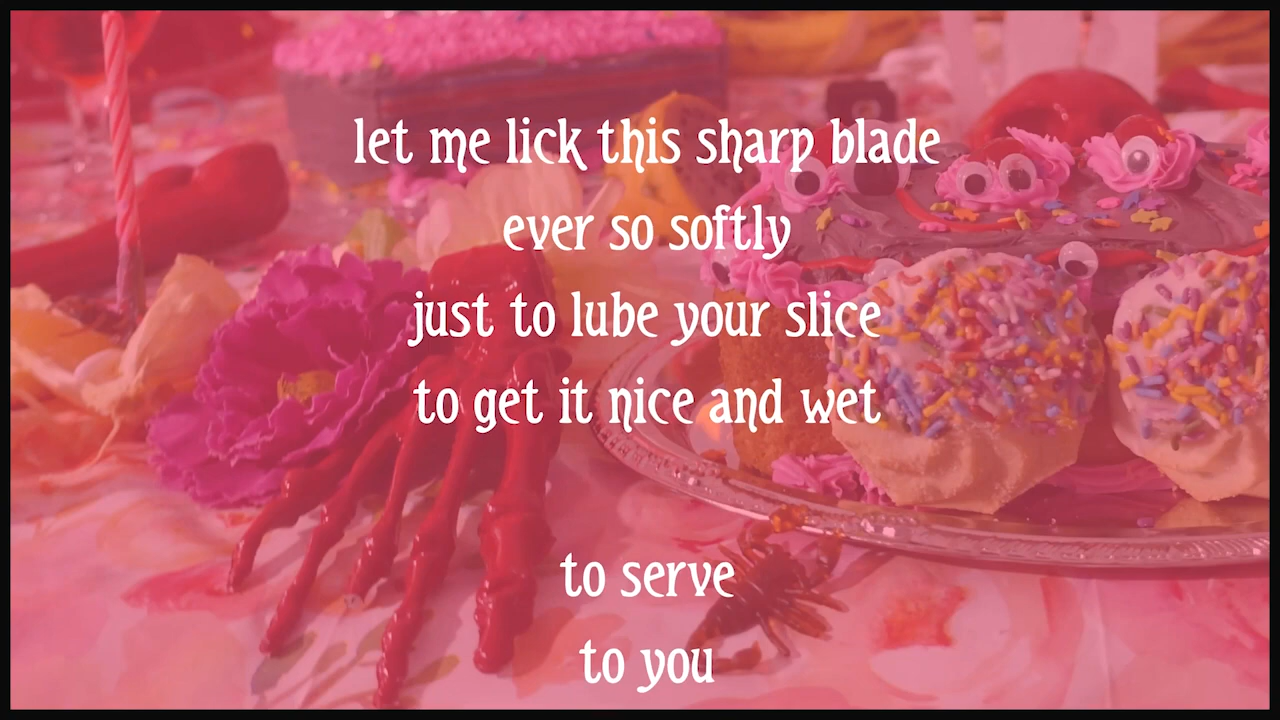 let me lick this sharp blade
ever so softly
just to lube your slice
to get it nice and wet
to serve
to you